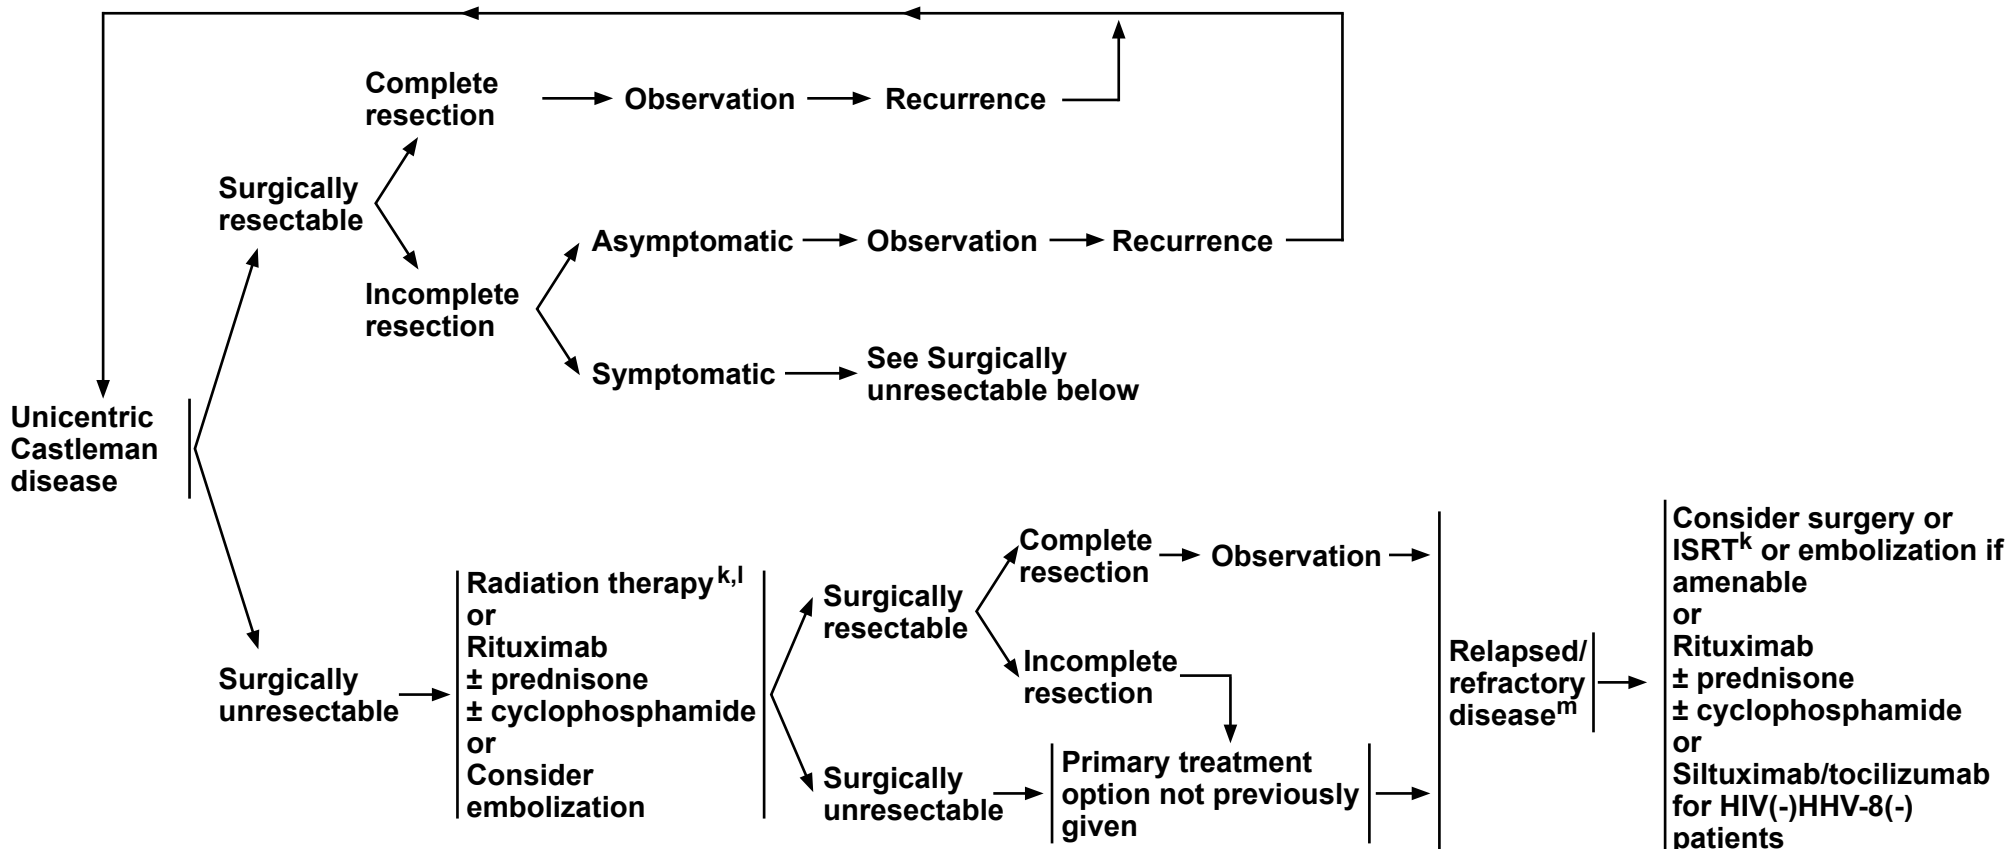 Complete
resection
Observation
Recurrence
Surgically
resectable
Asymptomatic
Observation
Recurrence
Incomplete
resection
Symptomatic
See Surgically
unresectable below
Unicentric
Castleman
disease
Surgically
unresectable
Radiation therapy k,l
or
Rituximab
± prednisone
± cyclophosphamide
or
Consider
embolization
Surgically
resectable
Complete
resection
Observation
Incomplete
resection
Surgically
unresectable
Primary treatment
option not previously
given
Relapsed/
refractory
disease m
Consider surgery or
ISRT k or embolization if
amenable
or
Rituximab
± prednisone
± cyclophosphamide
or
Siltuximab/tocilizumab
for HIV(-)HHV-8(-)
patients